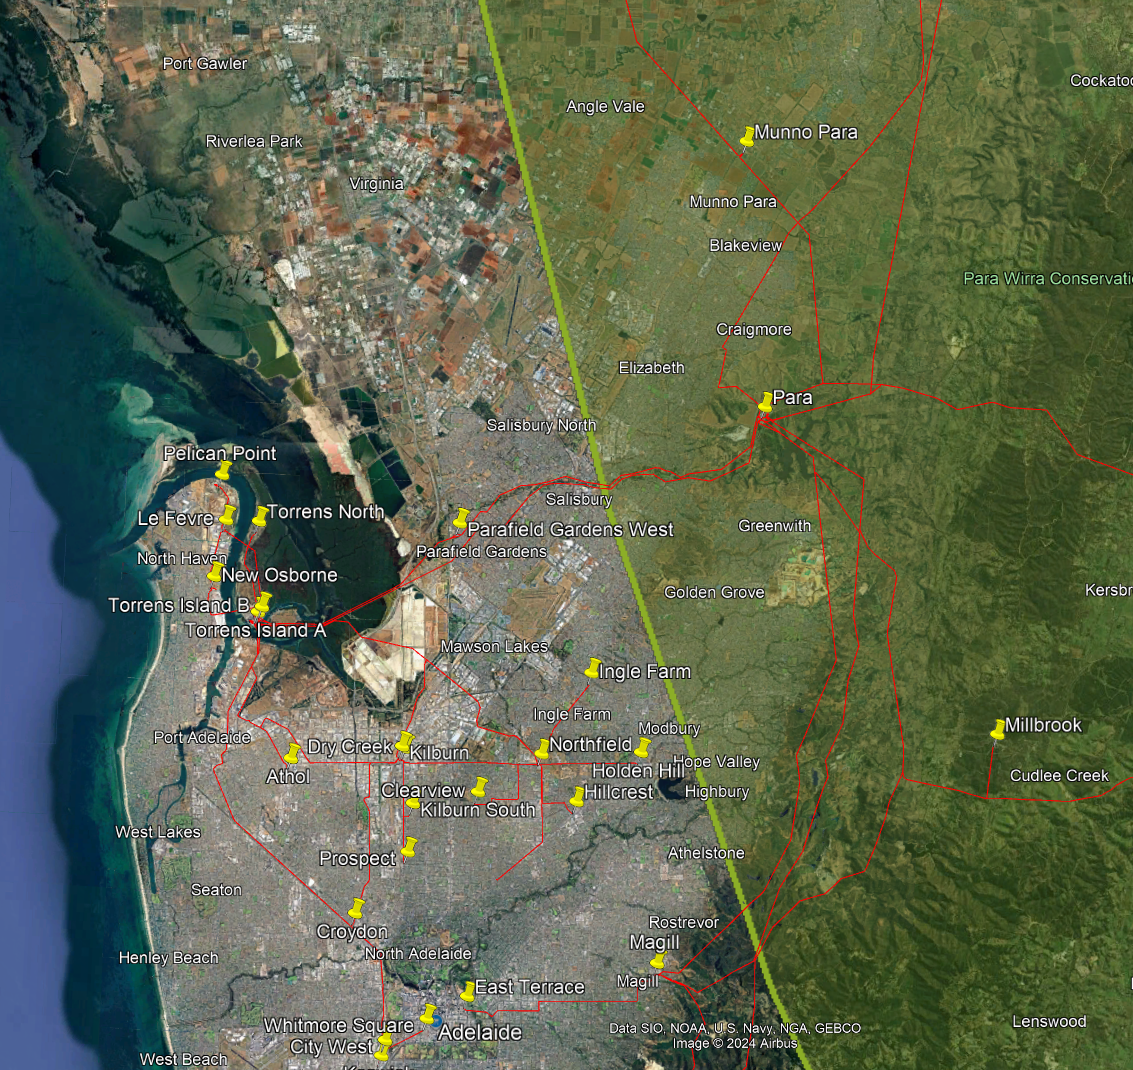 Port Gawler
Cockatoo
Angle Vale
Munno Para
Riverlea Park
Virginia
Munno Para
Blakeview
Para Wirra Conservati
Craigmore
Elizabeth
Para
Salisbury North
Pelican Point
Salisbury
Torrens North
Le Fevre
Parafield Gardens West
Greenwith
Parafield Gardens
North Haven
New Osborne
Golden Grove
Kersbr
Torrens Island B
Torrens Island A
Mawson Lakes
Ingle Farm
Ingle Farm
Millbrook
Modbury
Port Adelaide
Dry Creek
Kilburn
Northfield
Hope Valley
Holden Hill
Athol
Cudlee Creek
Clearview
Hillcrest
Highbury
Kilburn South
West Lakes
Prospect
Athelstone
Seaton
Rostrevor
Croydon
Magill
North Adelaide
Henley Beach
Magill
East Terrace
Whitmore Square
Adelaide
Lenswood
Data SIO, NOAA, U.S. Navy, NGA, GEBCO
Image © 2024 Airbus
City West
West Beach